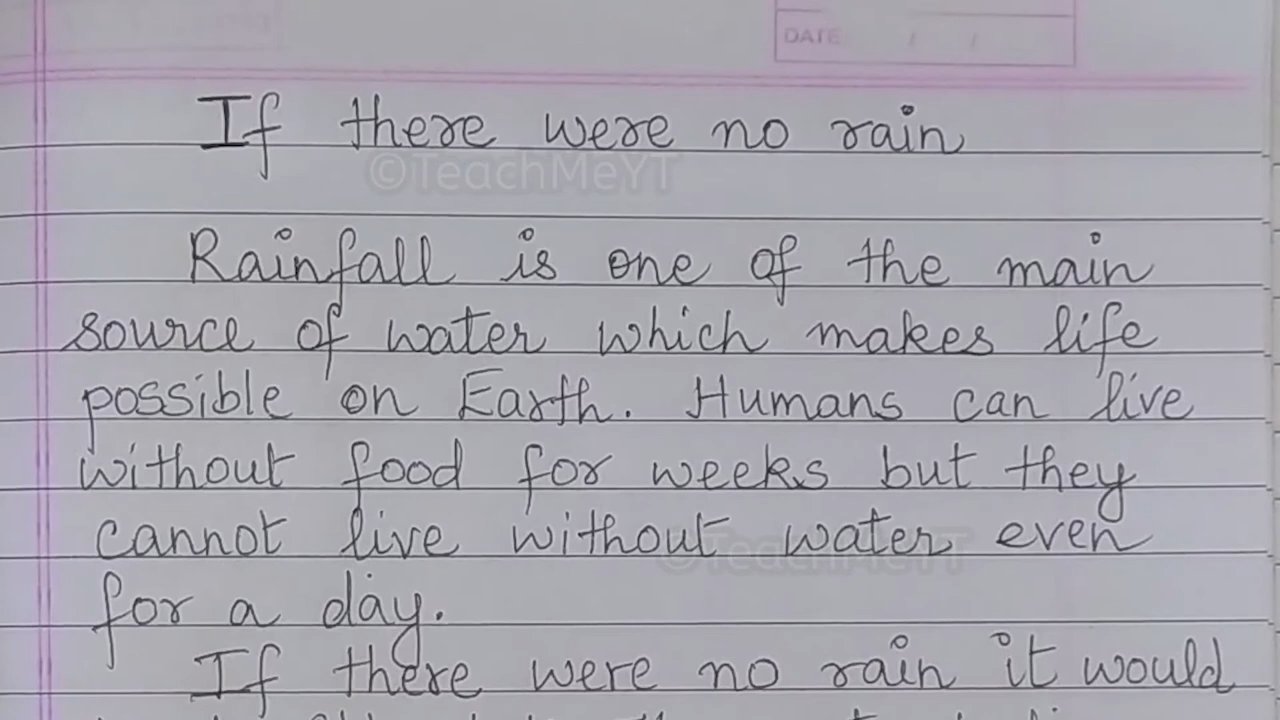 DATE / /
If there were no rain
©TeachMeYT
Rainfall is one of the main
source of water which makes life
possible on Earth. Humans can live
without food for weeks but they
cannot live without water even
©TeachMeYT
for a day.
If there were no rain it would